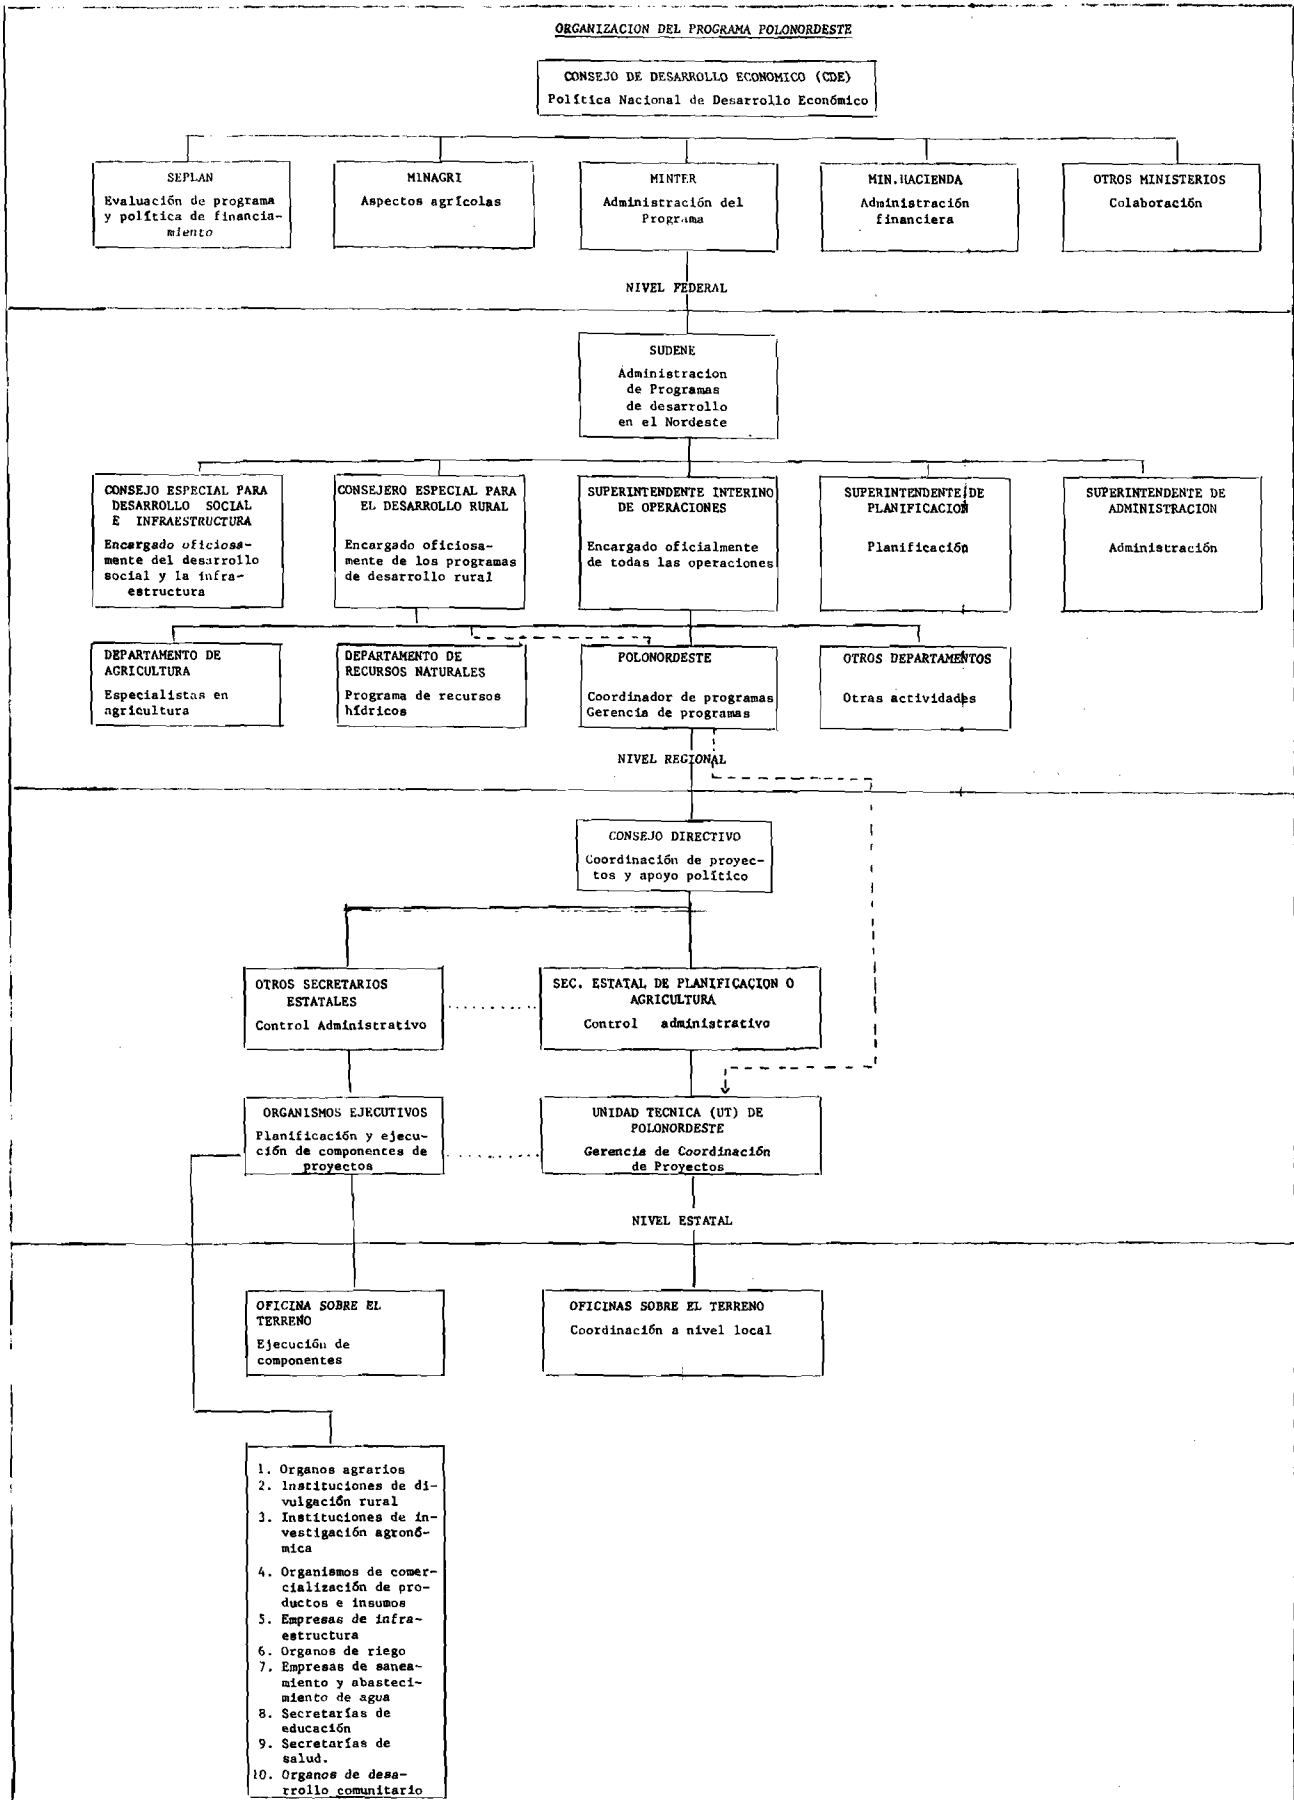 ORGANIZACION DEL PROGRAMA POLONORDESTE
CONSEJO DE DESARROLLO ECONOMICO (CDE)
Política Nacional de Desarrollo Económico
SEPLAN
Evaluación de programa
y política de financia-
miento
MINAGRI
Aspectos agrícolas
MINTER
Administración del
Programa
MIN.HACIENDA
Administración
financiera
OTROS MINISTERIOS
Colaboración
NIVEL FEDERAL
SUDENE
Administracion
de Programas
de desarrollo
en el Nordeste
CONSEJO ESPECIAL PARA
DESARROLLO SOCIAL
E INFRAESTRUCTURA
Encargado oficiosa-
mente del desarrollo
social y la infra-
estructura
CONSEJERO ESPECIAL PARA
EL DESARROLLO RURAL
Encargado oficiosa-
mente de los programas
de desarrollo rural
SUPERINTENDENTE INTERINO
DE OPERACIONES
Encargado oficialmente
de todas las operaciones
SUPERINTENDENTE DE
PLANIFICACION
Planificación
SUPERINTENDENTE DE
ADMINISTRACION
Administración
DEPARTAMENTO DE
AGRICULTURA
Especialistas en
agricultura
DEPARTAMENTO DE
RECURSOS NATURALES
Programa de recursos
hídricos
POLONORDESTE
Coordinador de programas
Gerencia de programas
OTROS DEPARTAMENTOS
Otras actividades
NIVEL REGIONAL
CONSEJO DIRECTIVO
Coordinación de proyec-
tos y apoyo político
OTROS SECRETARIOS
ESTATALES
Control Administrativo
SEC. ESTATAL DE PLANIFICACION O
AGRICULTURA
Control administrativo
ORGANISMOS EJECUTIVOS
Planificación y ejecu-
ción de componentes de
proyectos
UNIDAD TECNICA (UT) DE
POLONORDESTE
Gerencia de Coordinación
de Proyectos
NIVEL ESTATAL
OFICINA SOBRE EL
TERREÑO
Ejecución de
componentes
OFICINAS SOBRE EL TERRENO
Coordinación a nivel local
1. Organos agrarios
2. Instituciones de di-
vulgación rural
3. Instituciones de in-
vestigación agronó-
mica
4. Organismos de comer-
cialización de pro-
ductos e insumos
5. Empresas de infra-
estructura
6. Organos de riego
7. Empresas de sanea-
miento y abasteci-
miento de agua
8. Secretarías de
educación
9. Secretarías de
salud.
10. Organos de desa-
rrollo comunitario